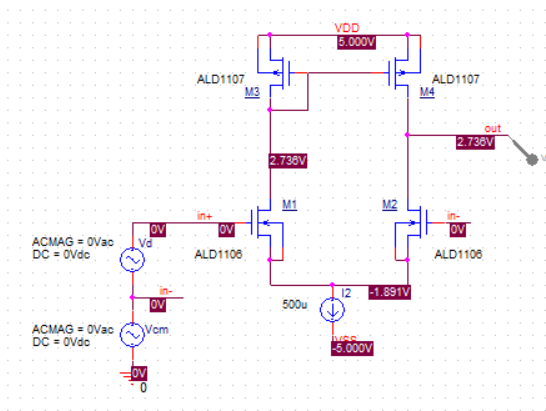 VDD
5.000V
ALD1107
ALD1107
M3
M4
out
2.736V
2.736V
in+
M1
M2
in-
0V
0V
0V
ACMAG = 0Vac
DC = 0Vdc
Vd
ALD1106
ALD1106
in-
0V
500u
I2
-1.891V
ACMAG = 0Vac
DC = 0Vdc
Vcm
VSS
-5.000V
0V
0